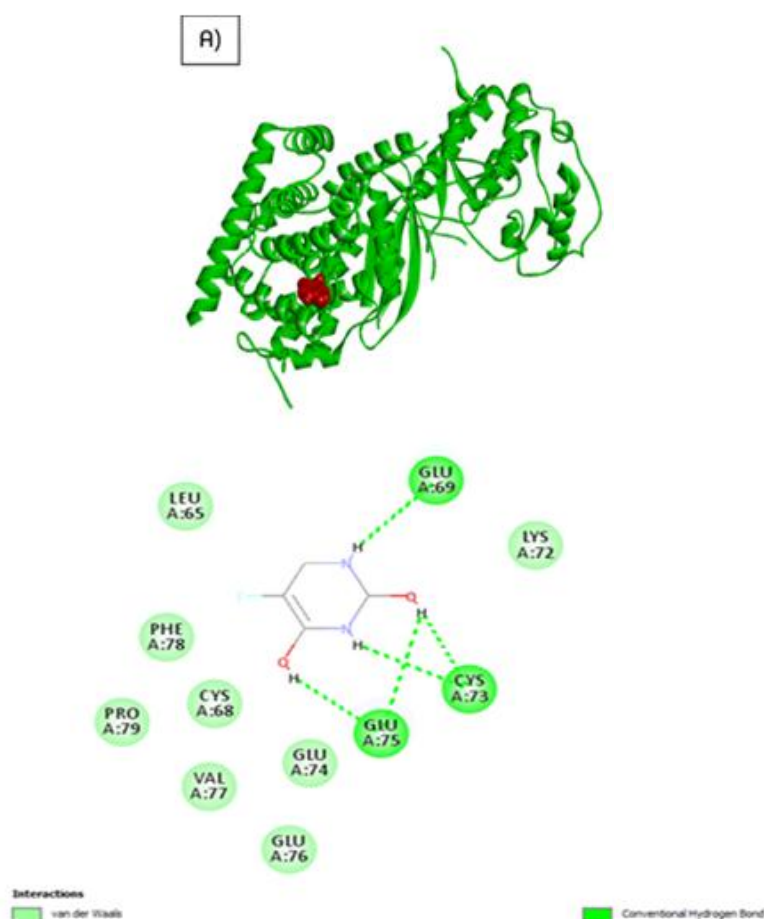 A)
GLU
A:69
LEU
A:65
LYS
A:72
H
N
O
H
N
H
PHE
A:78
O
H
CYS
A:68
CYS
A:73
PRO
A:79
GLU
A:75
GLU
A:74
VAL
A:77
GLU
A:76
Interactions
van der Waals
Conventional Hydrogen Bond